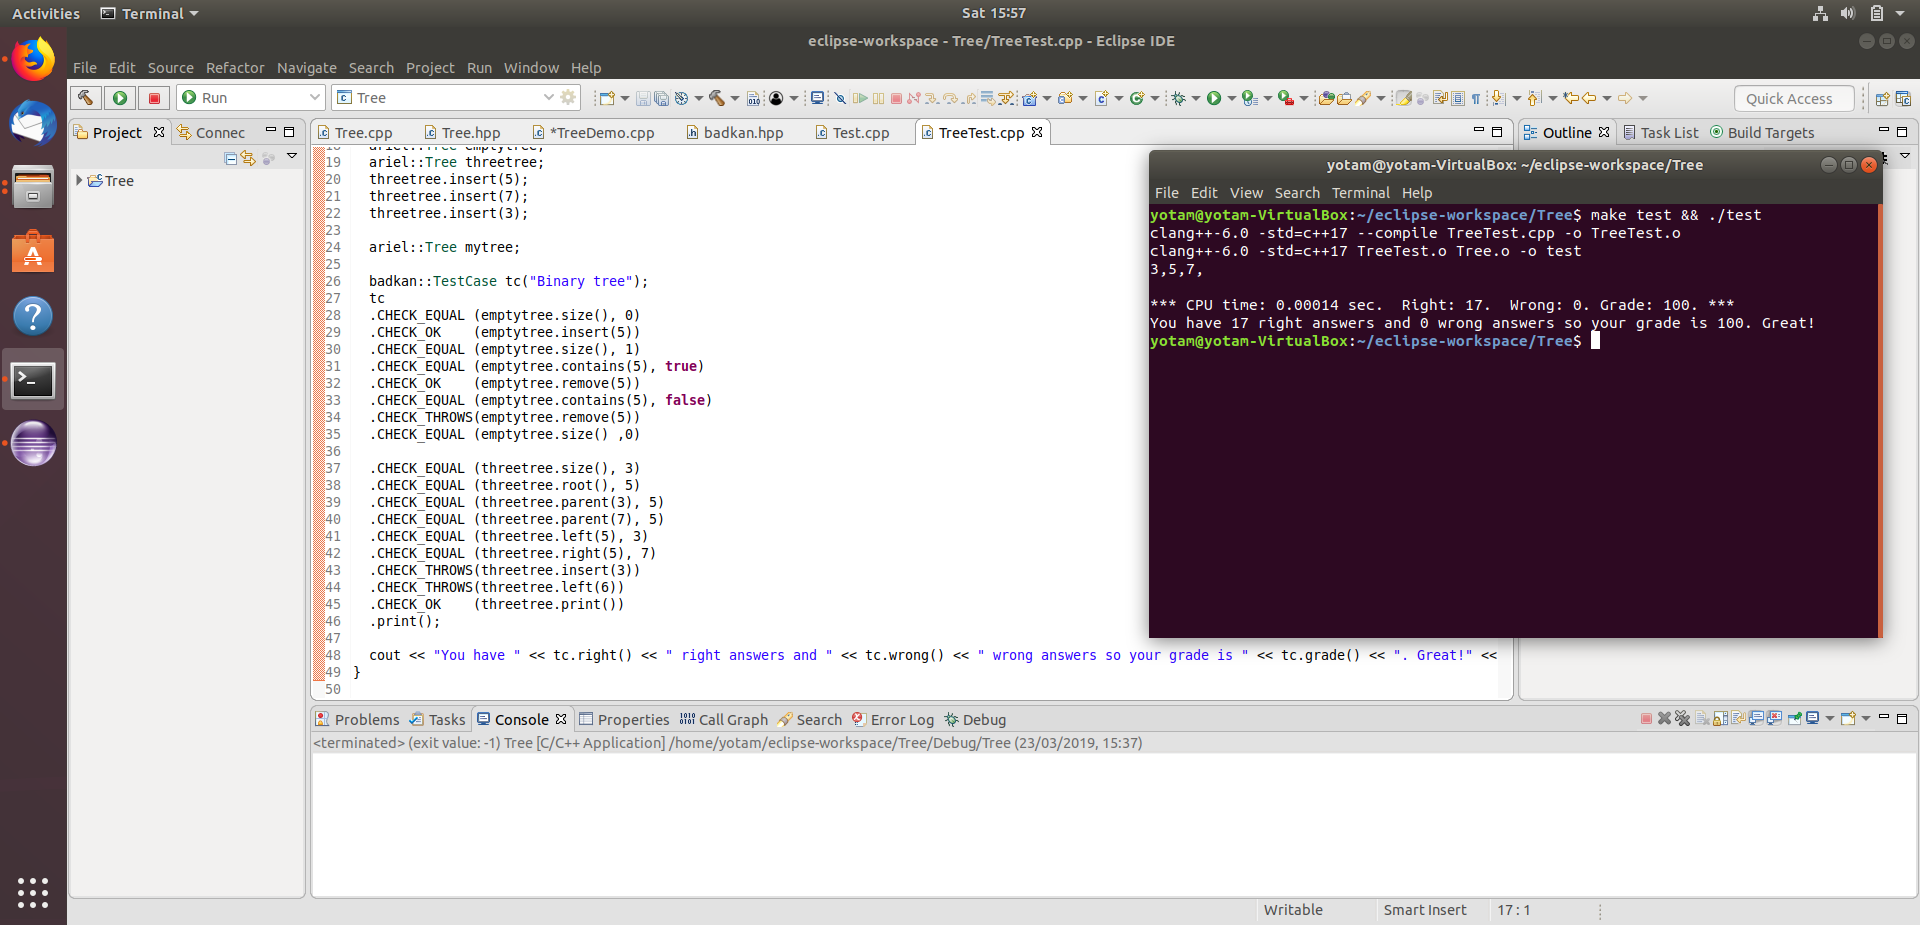 Activities Terminal Sat 15:57
eclipse-workspace - Tree/TreeTest.cpp - Eclipse IDE
File Edit Source Refactor Navigate Search Project Run Window Help
Run Tree Quick Access
Project Connec
Tree
Tree.cpp Tree.hpp *TreeDemo.cpp badkan.hpp Test.cpp TreeTest.cpp
18 ariel::Tree emptytree;
19 ariel::Tree threetree;
20 threetree.insert(5);
21 threetree.insert(7);
22 threetree.insert(3);
23
24 ariel::Tree mytree;
25
26 badkan::TestCase tc("Binary tree");
27 tc
28 .CHECK_EQUAL (emptytree.size(), 0)
29 .CHECK_OK    (emptytree.insert(5))
30 .CHECK_EQUAL (emptytree.size(), 1)
31 .CHECK_EQUAL (emptytree.contains(5), true)
32 .CHECK_OK    (emptytree.remove(5))
33 .CHECK_EQUAL (emptytree.contains(5), false)
34 .CHECK_THROWS(emptytree.remove(5))
35 .CHECK_EQUAL (emptytree.size() ,0)
36
37 .CHECK_EQUAL (threetree.size(), 3)
38 .CHECK_EQUAL (threetree.root(), 5)
39 .CHECK_EQUAL (threetree.parent(3), 5)
40 .CHECK_EQUAL (threetree.parent(7), 5)
41 .CHECK_EQUAL (threetree.left(5), 3)
42 .CHECK_EQUAL (threetree.right(5), 7)
43 .CHECK_THROWS(threetree.insert(3))
44 .CHECK_THROWS(threetree.left(6))
45 .CHECK_OK    (threetree.print())
46 .print();
47
48 cout << "You have " << tc.right() << " right answers and " << tc.wrong() << " wrong answers so your grade is " << tc.grade() << ". Great!" <<
49 }
50
Outline Task List Build Targets
yotam@yotam-VirtualBox: ~/eclipse-workspace/Tree
File Edit View Search Terminal Help
yotam@yotam-VirtualBox:~/eclipse-workspace/Tree$ make test && ./test
clang++-6.0 -std=c++17 --compile TreeTest.cpp -o TreeTest.o
clang++-6.0 -std=c++17 TreeTest.o Tree.o -o test
3,5,7,
*** CPU time: 0.00014 sec.  Right: 17.  Wrong: 0. Grade: 100. ***
You have 17 right answers and 0 wrong answers so your grade is 100. Great!
yotam@yotam-VirtualBox:~/eclipse-workspace/Tree$
Problems Tasks Console Properties Call Graph Search Error Log Debug
<terminated> (exit value: -1) Tree [C/C++ Application] /home/yotam/eclipse-workspace/Tree/Debug/Tree (23/03/2019, 15:37)
Writable Smart Insert 17 : 1